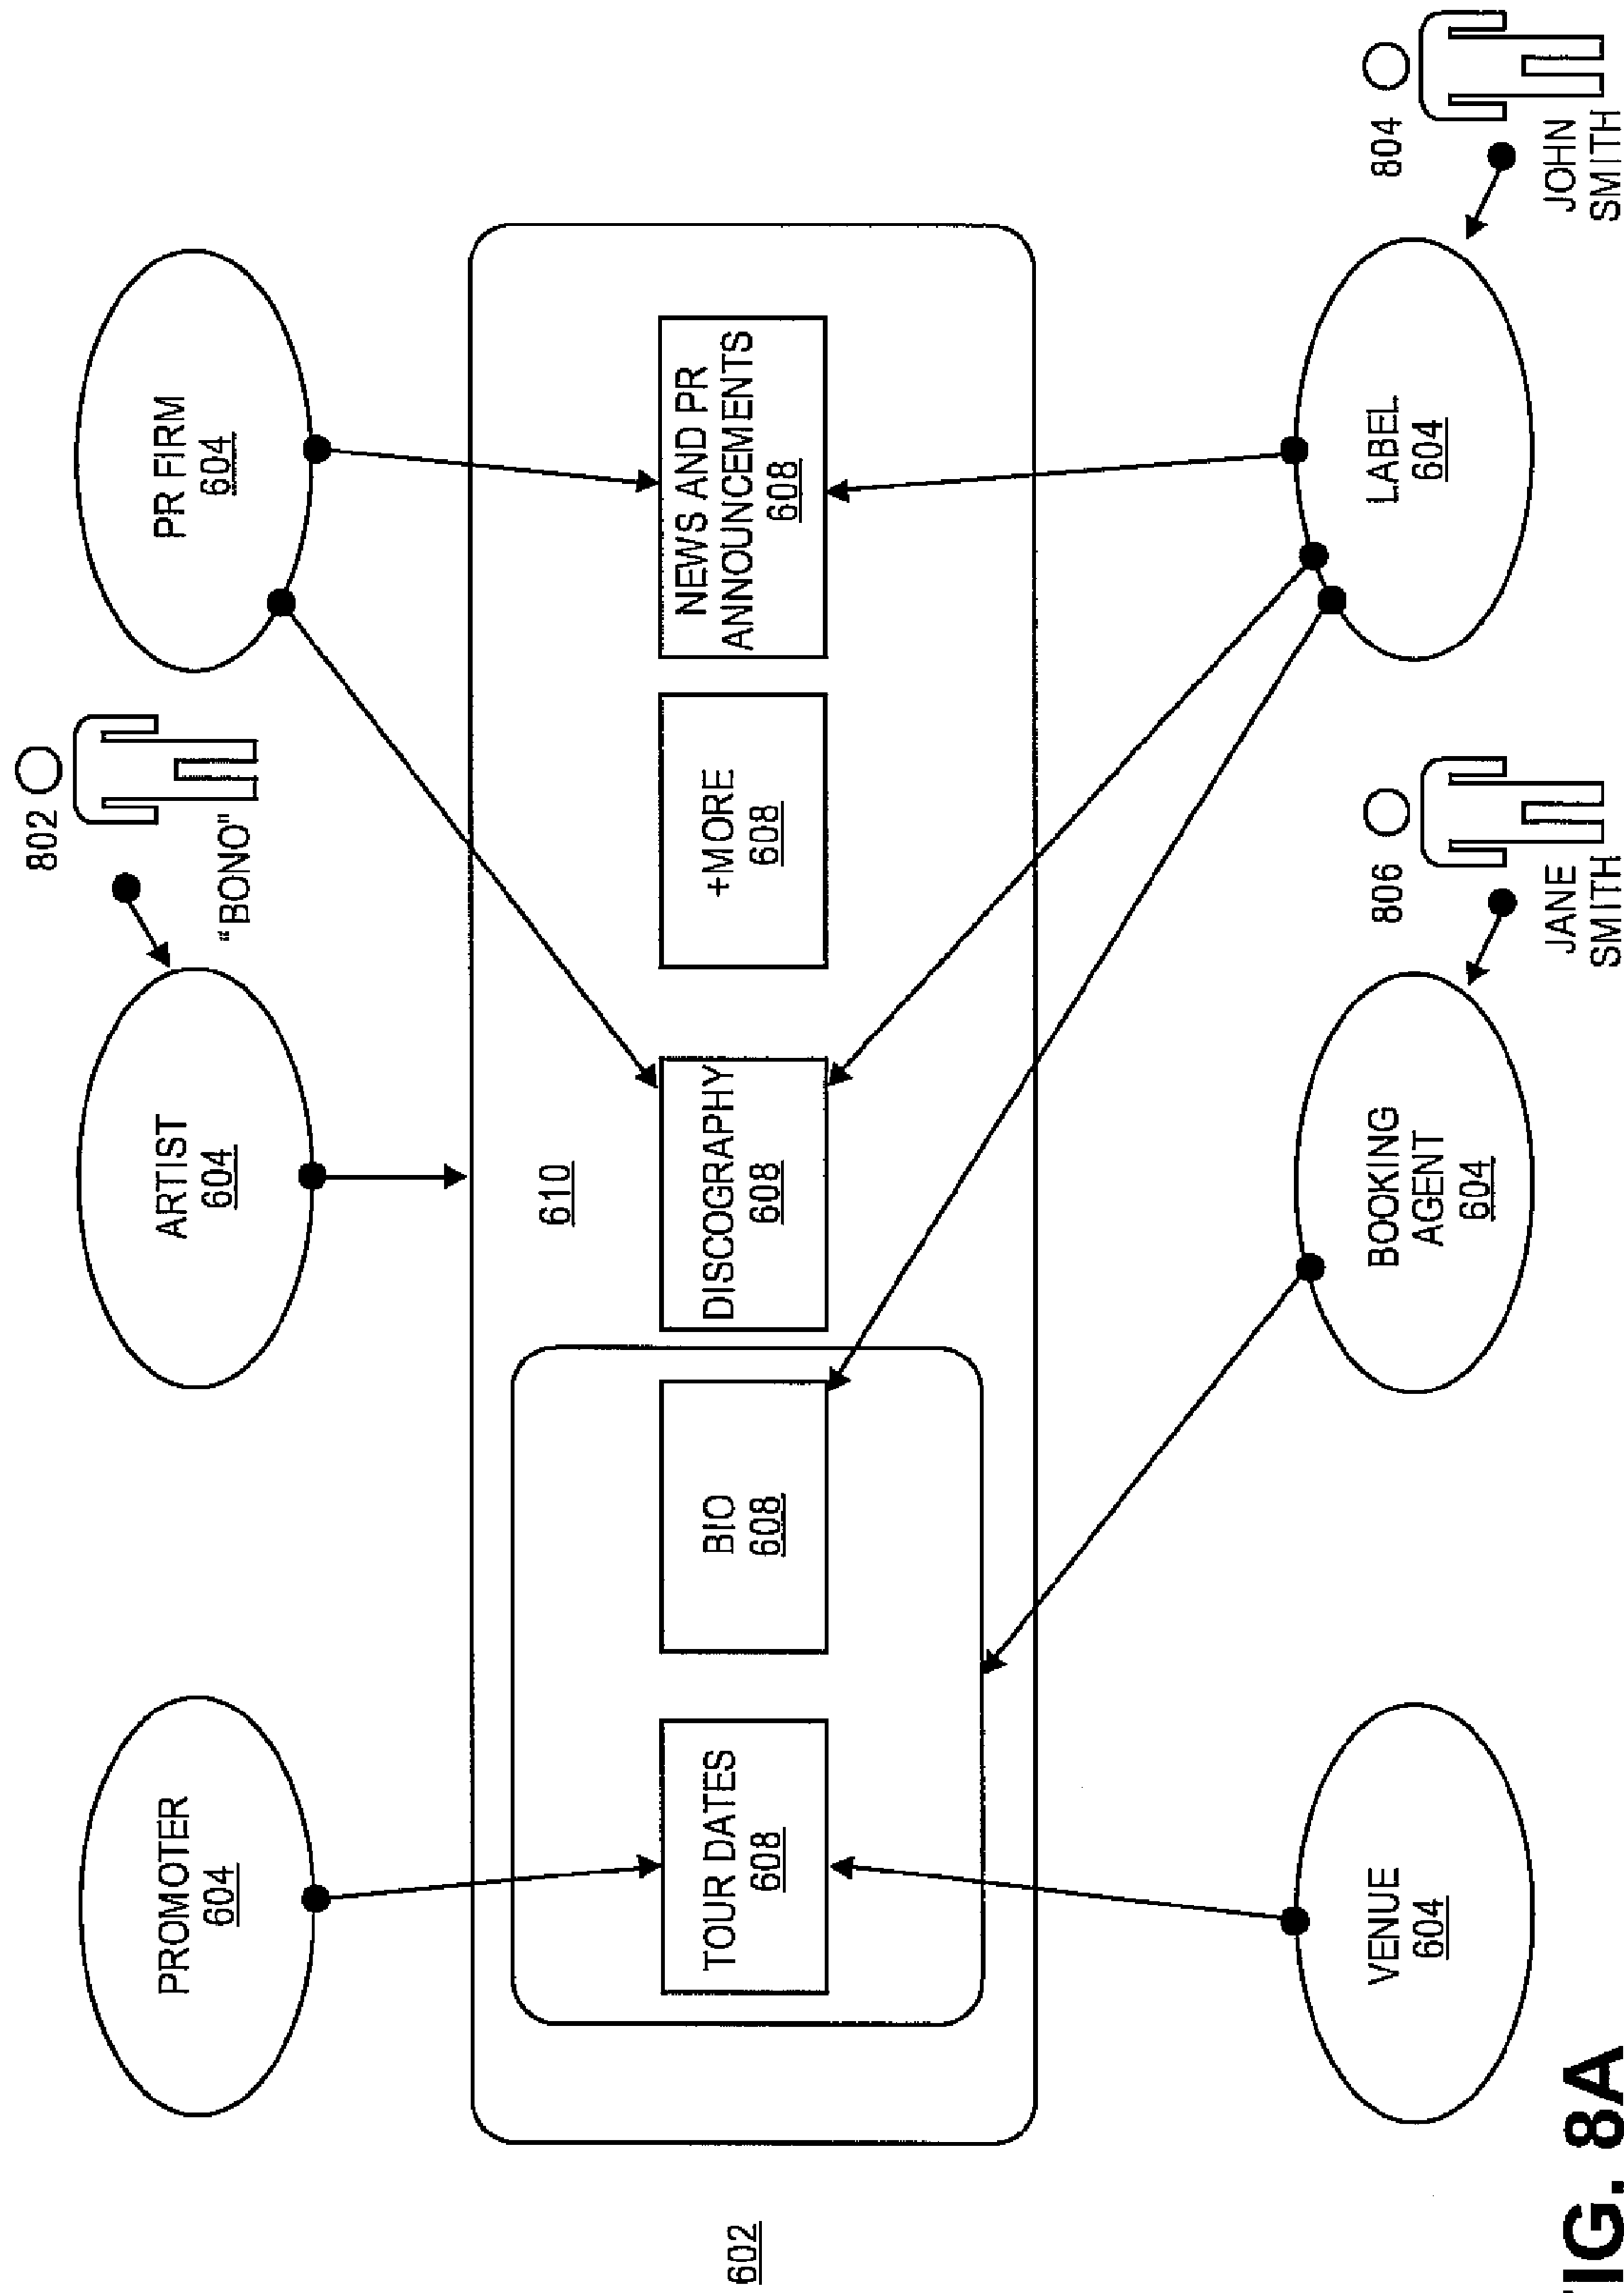 PROMOTER
604
ARTIST
604
802
"BONO"
PR FIRM
604
610
602
TOUR DATES
608
BIO
608
DISCOGRAPHY
608
+MORE
608
NEWS AND PR
ANNOUNCEMENTS
608
VENUE
604
BOOKING
AGENT
604
806
JANE
SMITH
LABEL
604
804
JOHN
SMITH
FIG. 8A